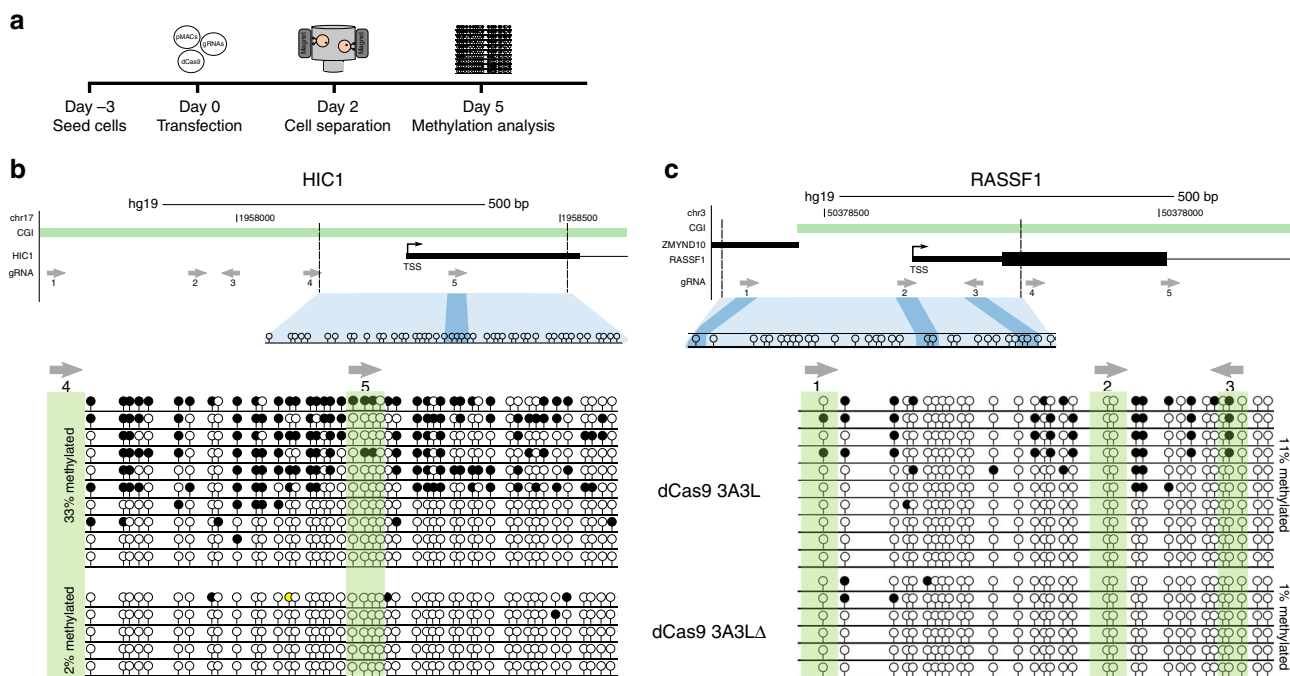 a
pMACs
gRNAs
dCas9
Magnet
Magnet
Day –3
Seed cells
Day 0
Transfection
Day 2
Cell separation
Day 5
Methylation analysis
b
HIC1
hg19
500 bp
chr17
1958000
1958500
CGI
HIC1
TSS
gRNA
1
2
3
4
5
4
5
33% methylated
2% methylated
c
RASSF1
hg19
500 bp
chr3
50378500
50378000
CGI
ZMYND10
RASSF1
TSS
gRNA
1
2
3
4
5
1
2
3
dCas9 3A3L
11% methylated
dCas9 3A3LΔ
1% methylated